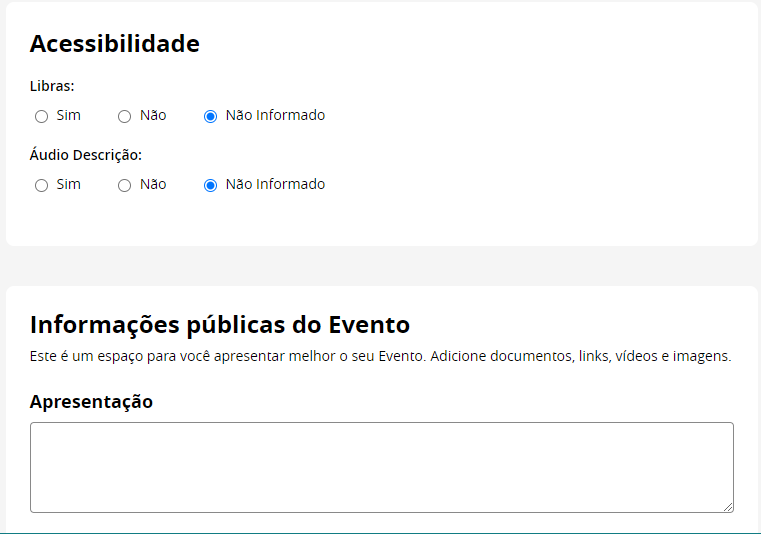 Acessibilidade
Libras:
Sim Não Não Informado
Áudio Descrição:
Sim Não Não Informado
Informações públicas do Evento
Este é um espaço para você apresentar melhor o seu Evento. Adicione documentos, links, vídeos e imagens.
Apresentação